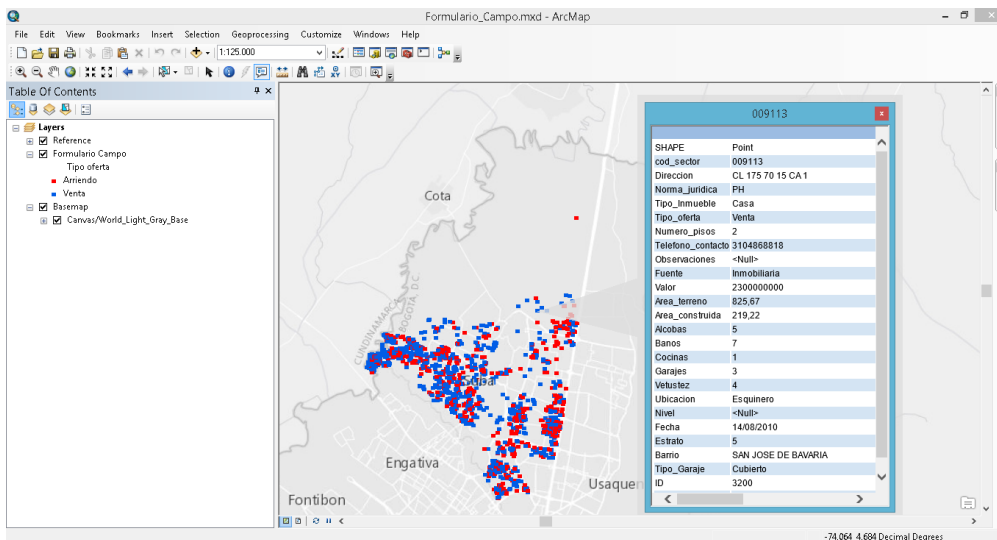 Formulario_Campo.mxd - ArcMap
File Edit View Bookmarks Insert Selection Geoprocessing Customize Windows Help
1:125.000
Table Of Contents
Layers
Reference
Formulario Campo
Tipo oferta
Arriendo
Venta
Basemap
Canvas/World_Light_Gray_Base
Cota
CUNDINAMARCA
BOGOTÁ, D.C.
Suba
Engativa
Usaquen
Fontibon
009113
SHAPE Point
cod_sector 009113
Direccion CL 175 70 15 CA 1
Norma_juridica PH
Tipo_Inmueble Casa
Tipo_oferta Venta
Numero_pisos 2
Telefono_contacto 3104868818
Observaciones <Null>
Fuente Inmobiliaria
Valor 2300000000
Area_terreno 825,67
Area_construida 219,22
Alcobas 5
Banos 7
Cocinas 1
Garajes 3
Vetustez 4
Ubicacion Esquinero
Nivel <Null>
Fecha 14/08/2010
Estrato 5
Barrio SAN JOSE DE BAVARIA
Tipo_Garaje Cubierto
ID 3200
-74,064 4,684 Decimal Degrees